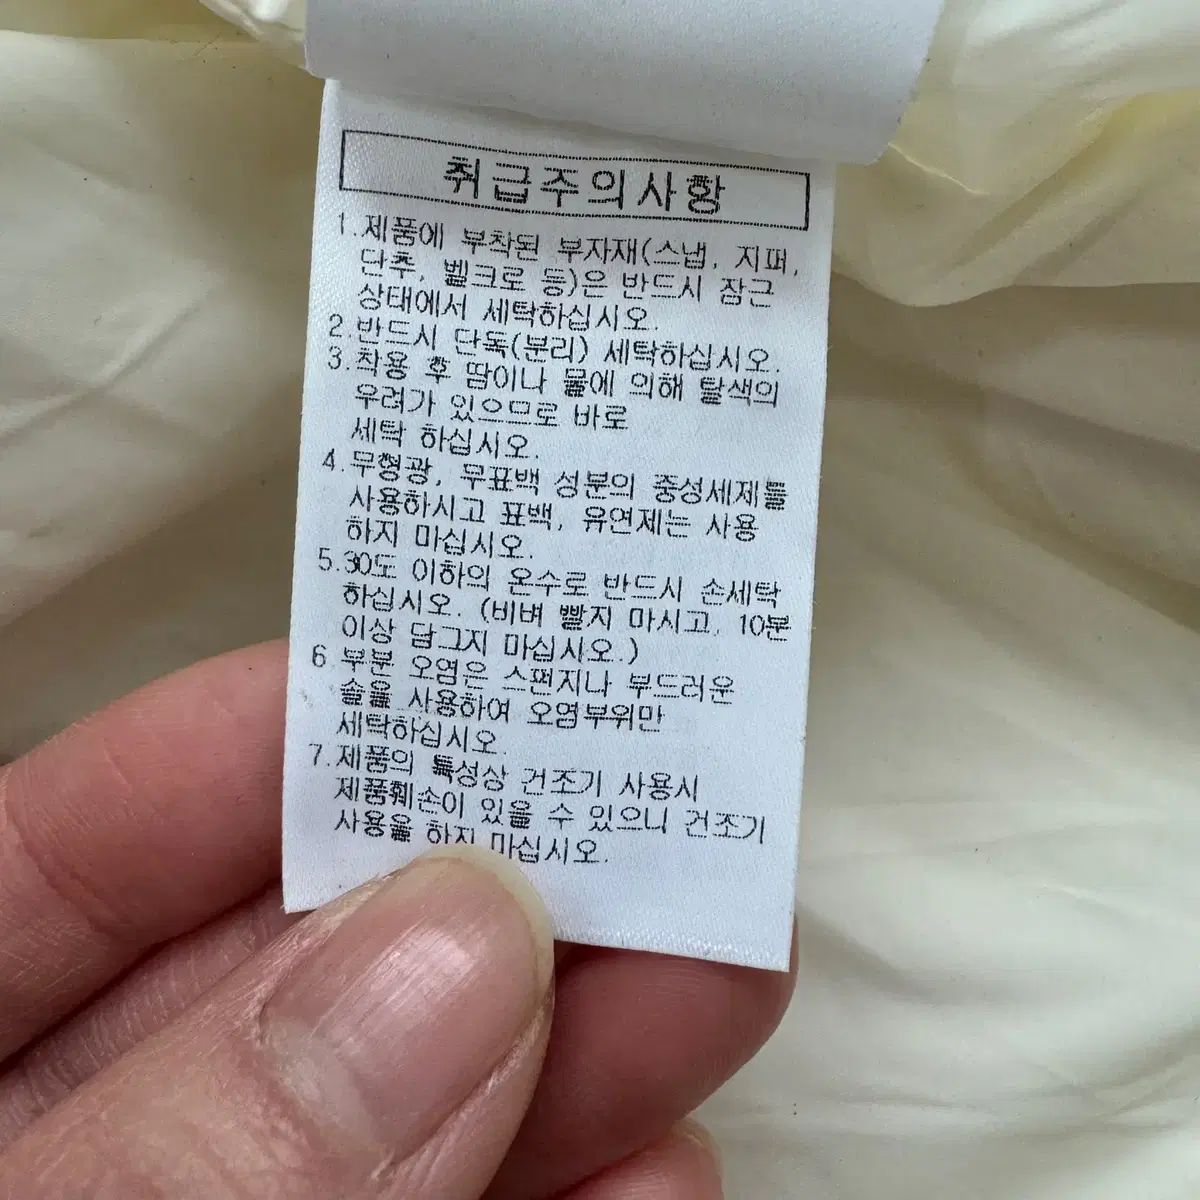 취급주의사항
1.제품에 부착된 부자재(스냅, 지퍼,
단추, 벨크로 등)은 반드시 잠근
상태에서 세탁하십시오.
2.반드시 단독(분리) 세탁하십시오.
3.착용 후 땀이나 물에 의해 탈색의
우려가 있으므로 바로
세탁 하십시오.
4.무형광, 무표백 성분의 중성세제를
사용하시고 표백, 유연제는 사용
하지 마십시오.
5.30도 이하의 온수로 반드시 손세탁
하십시오. (비벼 빨지 마시고, 10분
이상 담그지 마십시오.)
6.부분 오염은 스펀지나 부드러운
솔을 사용하여 오염부위만
세탁하십시오.
7.제품의 특성상 건조기 사용시
제품훼손이 있을 수 있으니 건조기
사용을 하지 마십시오.